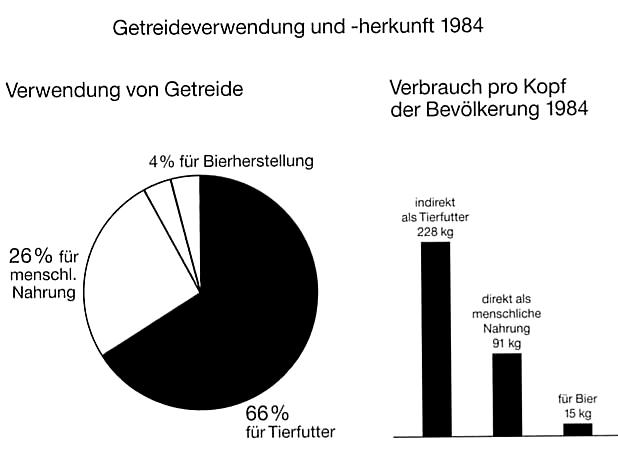 Getreideverwendung und -herkunft 1984
Verwendung von Getreide
Verbrauch pro Kopf
der Bevölkerung 1984
4% für Bierherstellung
26% für
menschl.
Nahrung
66%
für Tierfutter
indirekt
als Tierfutter
228 kg
direkt als
menschliche
Nahrung
91 kg
für Bier
15 kg